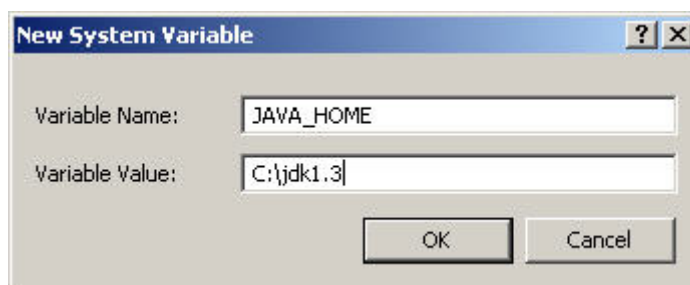 New System Variable
Variable Name: JAVA_HOME
Variable Value: C:\jdk1.3
OK Cancel